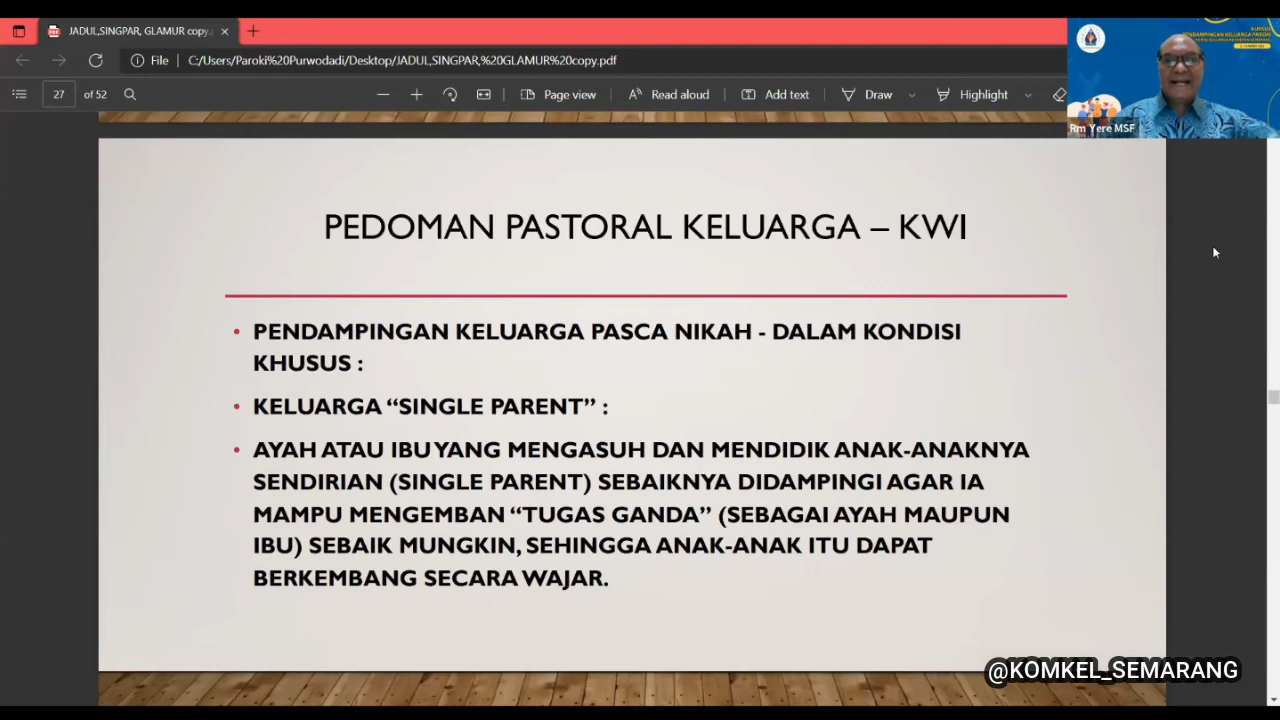 JADUL,SINGPAR, GLAMUR copy.
File
C:/Users/Paroki%20Purwodadi/Desktop/JADUL,SINGPAR,%20GLAMUR%20copy.pdf
27
of 52
Page view
Read aloud
Add text
Draw
Highlight
KURSUS
PENDAMPINGAN KELUARGA PAROKI
Rm Yere MSF
PEDOMAN PASTORAL KELUARGA – KWI
• PENDAMPINGAN KELUARGA PASCA NIKAH - DALAM KONDISI
KHUSUS :
• KELUARGA “SINGLE PARENT” :
• AYAH ATAU IBU YANG MENGASUH DAN MENDIDIK ANAK-ANAKNYA
SENDIRIAN (SINGLE PARENT) SEBAIKNYA DIDAMPINGI AGAR IA
MAMPU MENGEMBAN “TUGAS GANDA” (SEBAGAI AYAH MAUPUN
IBU) SEBAIK MUNGKIN, SEHINGGA ANAK-ANAK ITU DAPAT
BERKEMBANG SECARA WAJAR.
@KOMKEL_SEMARANG